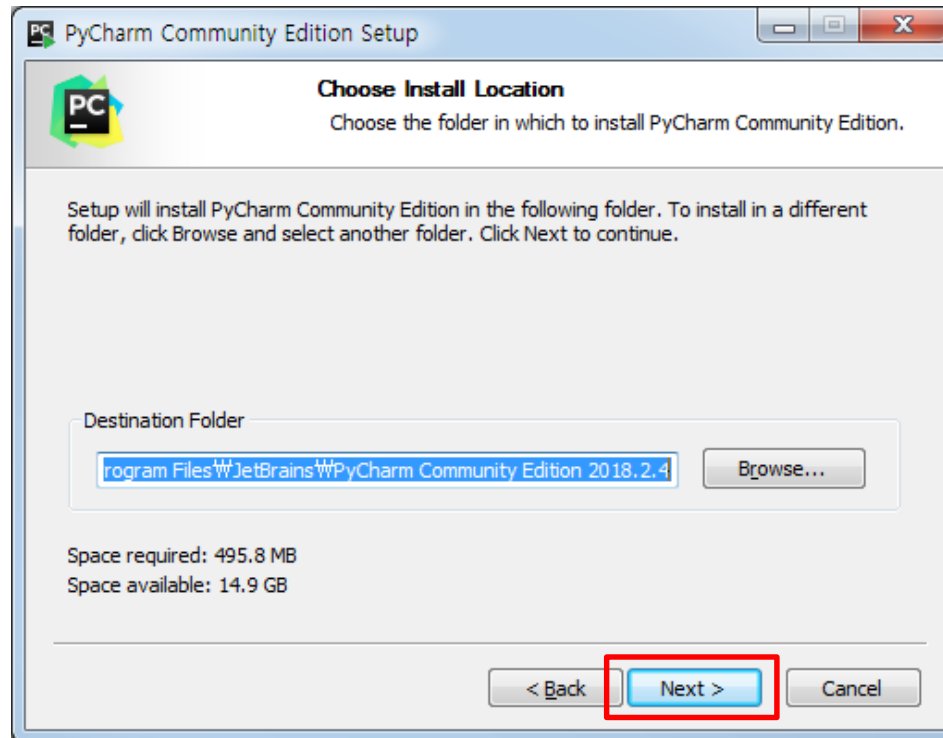 PyCharm Community Edition Setup
PC
Choose Install Location
Choose the folder in which to install PyCharm Community Edition.
Setup will install PyCharm Community Edition in the following folder. To install in a different
folder, click Browse and select another folder. Click Next to continue.
Destination Folder
rogram Files₩JetBrains₩PyCharm Community Edition 2018.2.4
Browse...
Space required: 495.8 MB
Space available: 14.9 GB
< Back
Next >
Cancel